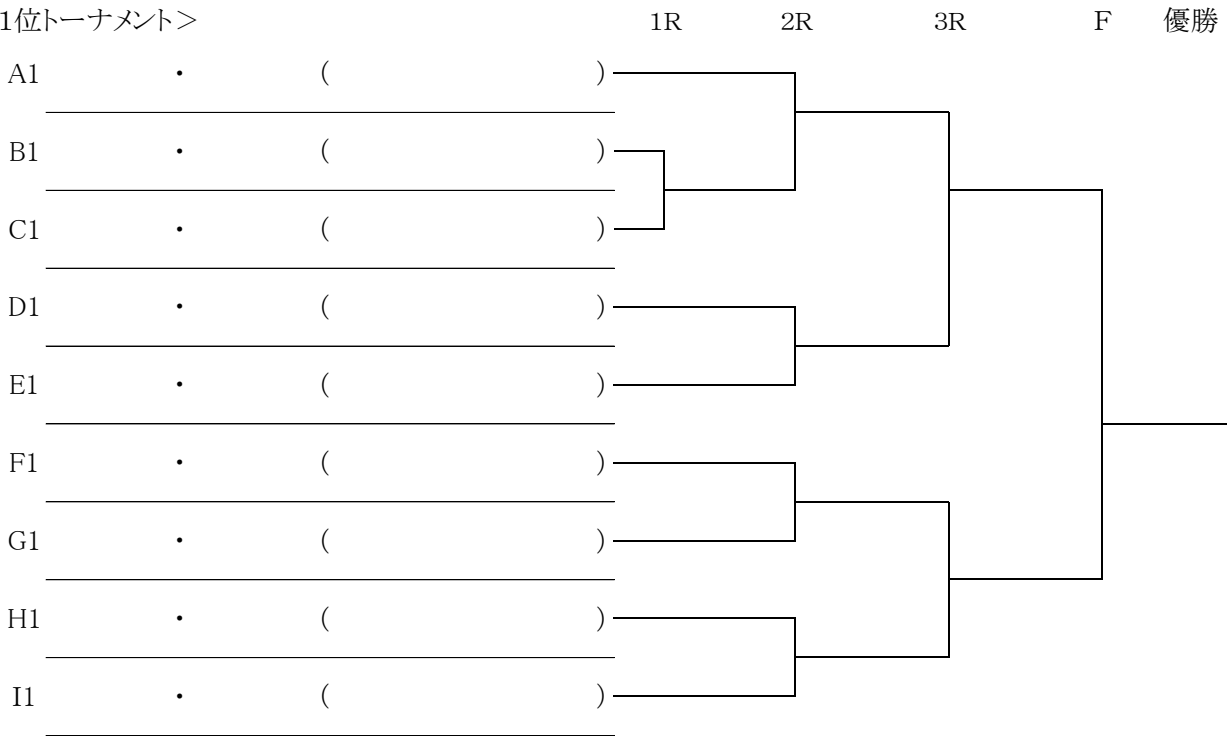 1位トーナメント＞ 1R 2R 3R F 優勝
A1 ・ ( )
B1 ・ ( )
C1 ・ ( )
D1 ・ ( )
E1 ・ ( )
F1 ・ ( )
G1 ・ ( )
H1 ・ ( )
I1 ・ ( )